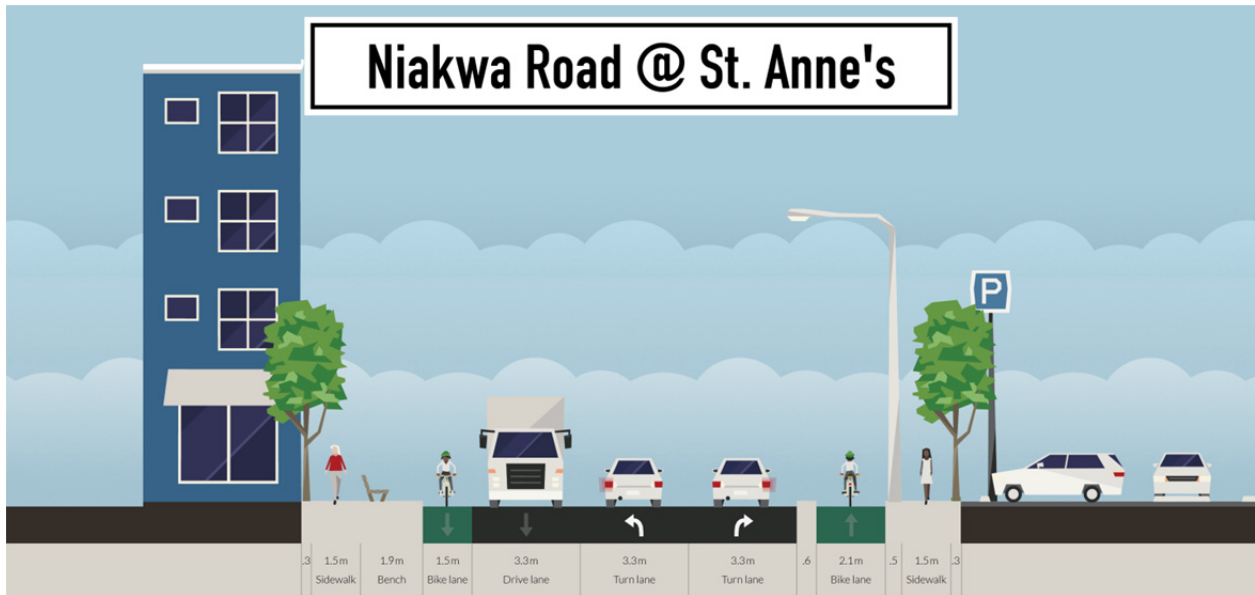 Niakwa Road @ St. Anne's
P
.3 1.5m 1.9m 1.5m 3.3m 3.3m 3.3m .6 2.1m .5 1.5m .3
Sidewalk Bench Bike lane Drive lane Turn lane Turn lane Bike lane Sidewalk